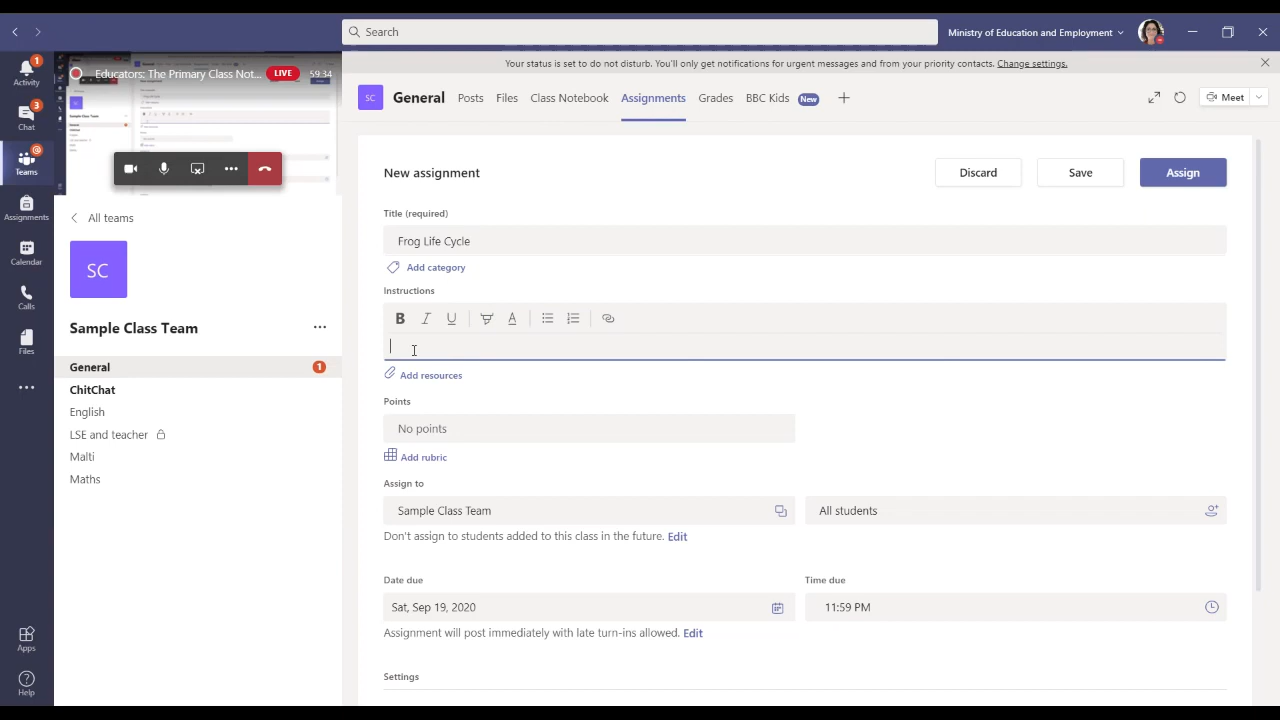 Search
Ministry of Education and Employment
Your status is set to do not disturb. You'll only get notifications for urgent messages and from your priority contacts. Change settings.
Activity
1
Chat
3
Teams
Assignments
Calendar
Calls
Files
Apps
Help
Educators: The Primary Class Not...
LIVE
59:34
All teams
SC
Sample Class Team
General
1
ChitChat
English
LSE and teacher
Malti
Maths
SC
General
Posts
Files
Class Notebook
Assignments
Grades
BBC Kids
New
Meet
New assignment
Discard
Save
Assign
Title (required)
Frog Life Cycle
Add category
Instructions
B I U A
Add resources
Points
No points
Add rubric
Assign to
Sample Class Team
All students
Don't assign to students added to this class in the future. Edit
Date due
Time due
Sat, Sep 19, 2020
11:59 PM
Assignment will post immediately with late turn-ins allowed. Edit
Settings